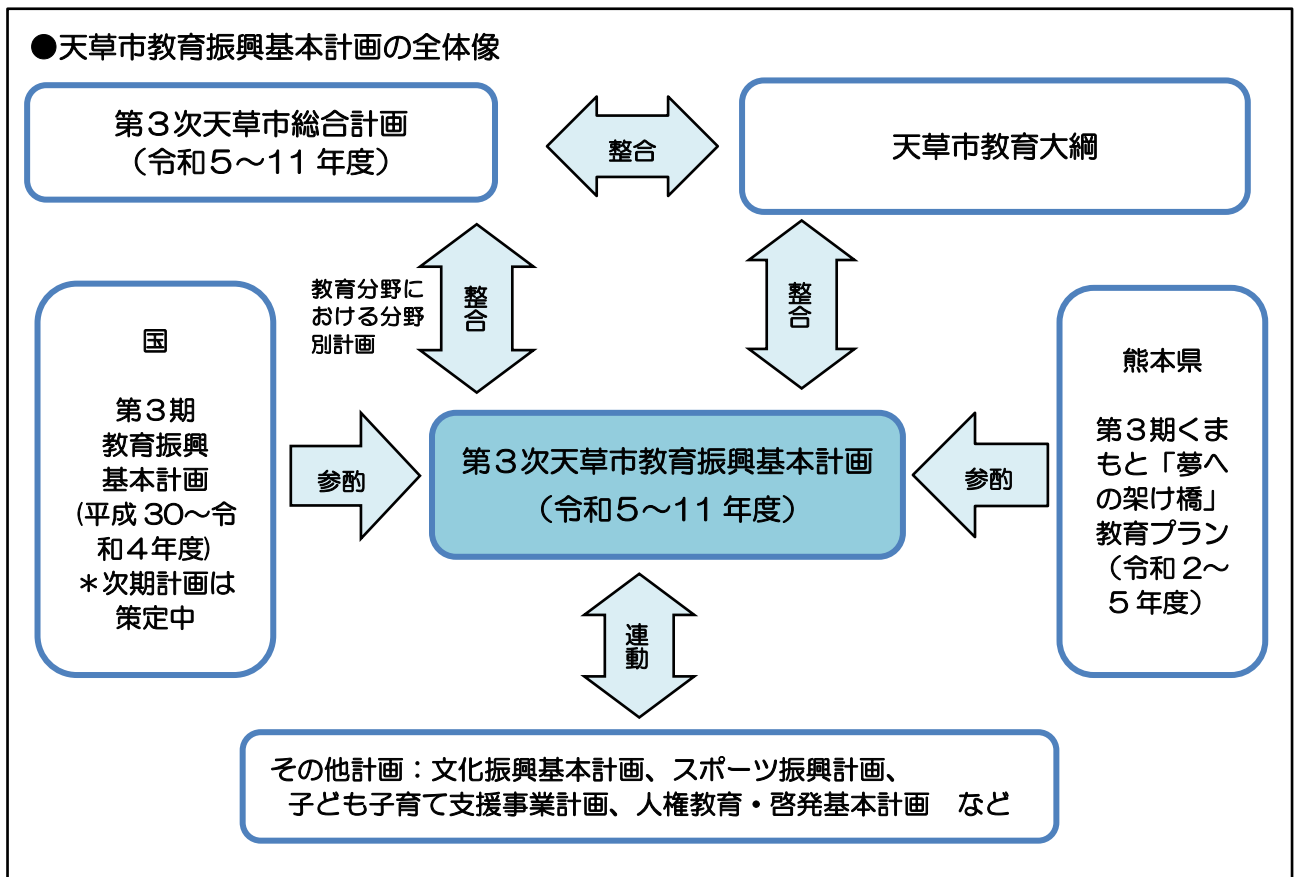 ●天草市教育振興基本計画の全体像
第３次天草市総合計画
（令和５～11 年度）
整合
天草市教育大綱
教育分野に
おける分野
別計画
整合
整合
国
第３期
教育振興
基本計画
(平成 30～令
和４年度)
＊次期計画は
策定中
参酌
第３次天草市教育振興基本計画
（令和５～11 年度）
参酌
熊本県
第３期くま
もと「夢へ
の架け橋」
教育プラン
（令和 2～
5 年度）
連動
その他計画：文化振興基本計画、スポーツ振興計画、
子ども子育て支援事業計画、人権教育・啓発基本計画　など